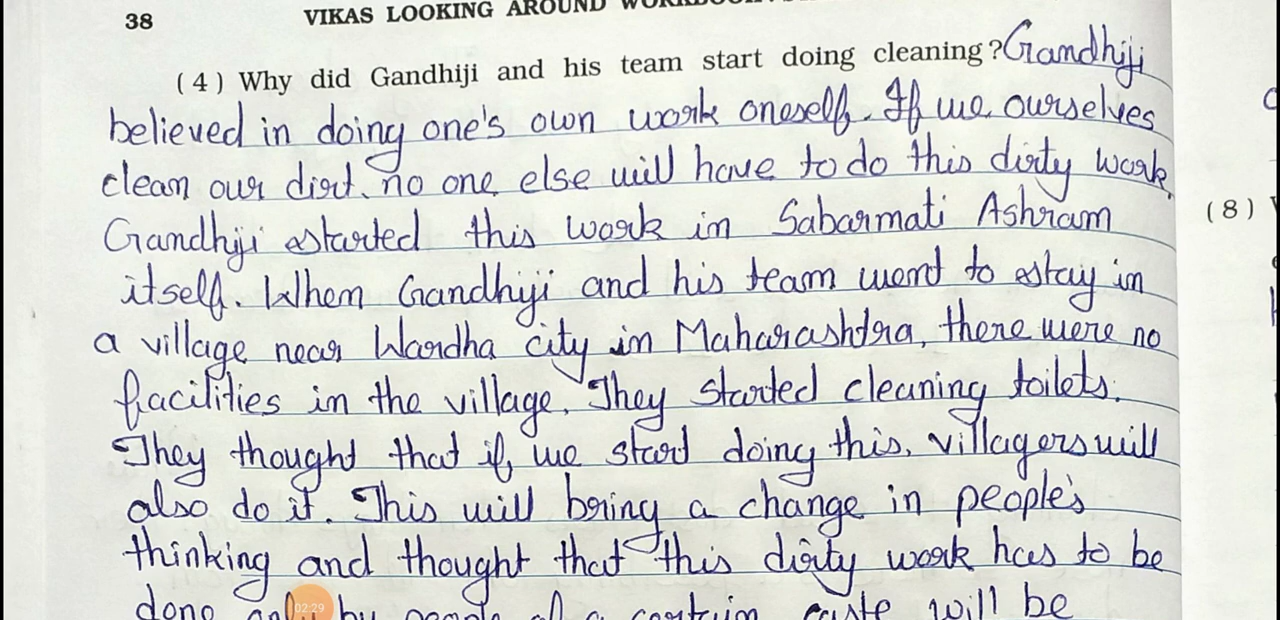 38
VIKAS LOOKING AROUND
(4) Why did Gandhiji and his team start doing cleaning? Gandhiji
believed in doing one's own work oneself. If we ourselves
clean our dirt, no one else will have to do this dirty work.
Gandhiji started this work in Sabarmati Ashram
itself. When Gandhiji and his team went to stay in
a village near Wardha city in Maharashtra, there were no
facilities in the village. They started cleaning toilets.
They thought that if we start doing this, villagers will
also do it. This will bring a change in people's
thinking and thought that this dirty work has to be
done only by people of a certain caste will be
02:29
(8)